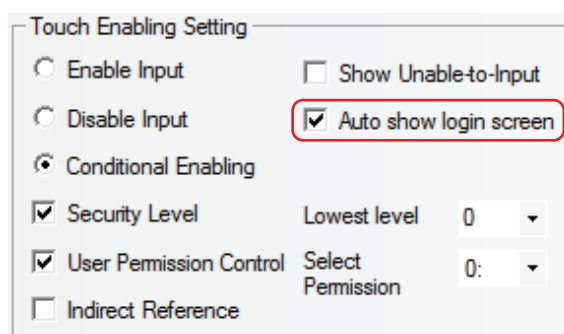 Touch Enabling Setting
Enable Input
Show Unable-to-Input
Disable Input
Auto show login screen
Conditional Enabling
Security Level
Lowest level
0
User Permission Control
Select
Permission
0:
Indirect Reference